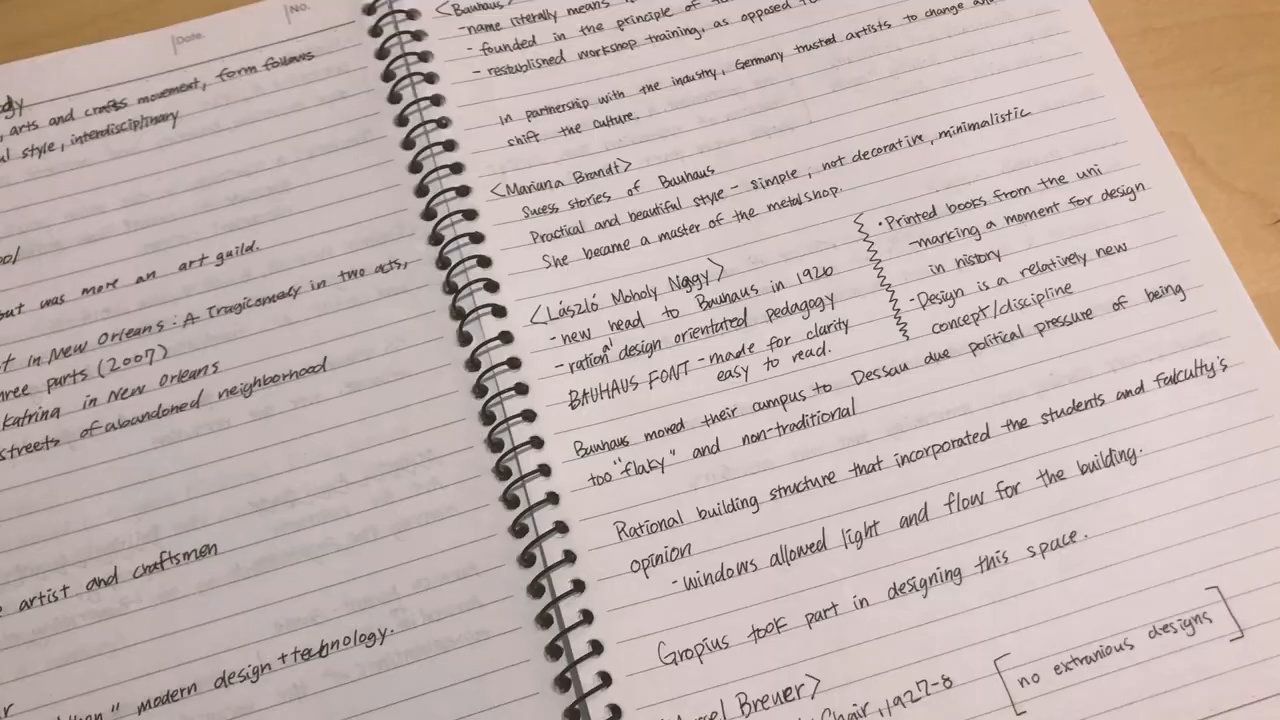 Date.
ogy
, arts and crafts movement, form follows
style, interdisciplinary
but was more an art guild.
in New Orleans: A Tragicomedy in two acts,
three parts (2007)
Katrina in New Orleans
streets of abandoned neighborhood
artist and craftsmen
" modern design + technology.
No.
<Bauhaus>
-name literally means
- founded in the principle of
- restablished workshop training, as opposed
In partnership with the industry, Germany trusted artists to change and
shift the culture.
<Mariana Brandt>
Sucess stories of Bauhaus
Practical and beautiful style - simple, not decorative, minimalistic
She became a master of the metalshop.
<László Moholy Nagy>
- new head to Bauhaus in 1926
- rational design orientated pedagogy
BAUHAUS FONT - made for clarity
easy to read.
· Printed books from the uni
-marking a moment for design
in history
· Design is a relatively new
concept/discipline
Bauhaus moved their campus to Dessau due political pressure of being
too "flaky" and non-traditional
Rational building structure that incorporated the students and falculty's
opinion
- windows allowed light and flow for the building.
Gropius took part in designing this space.
Breuer>
Chair, 1927-8
[no extranious designs]